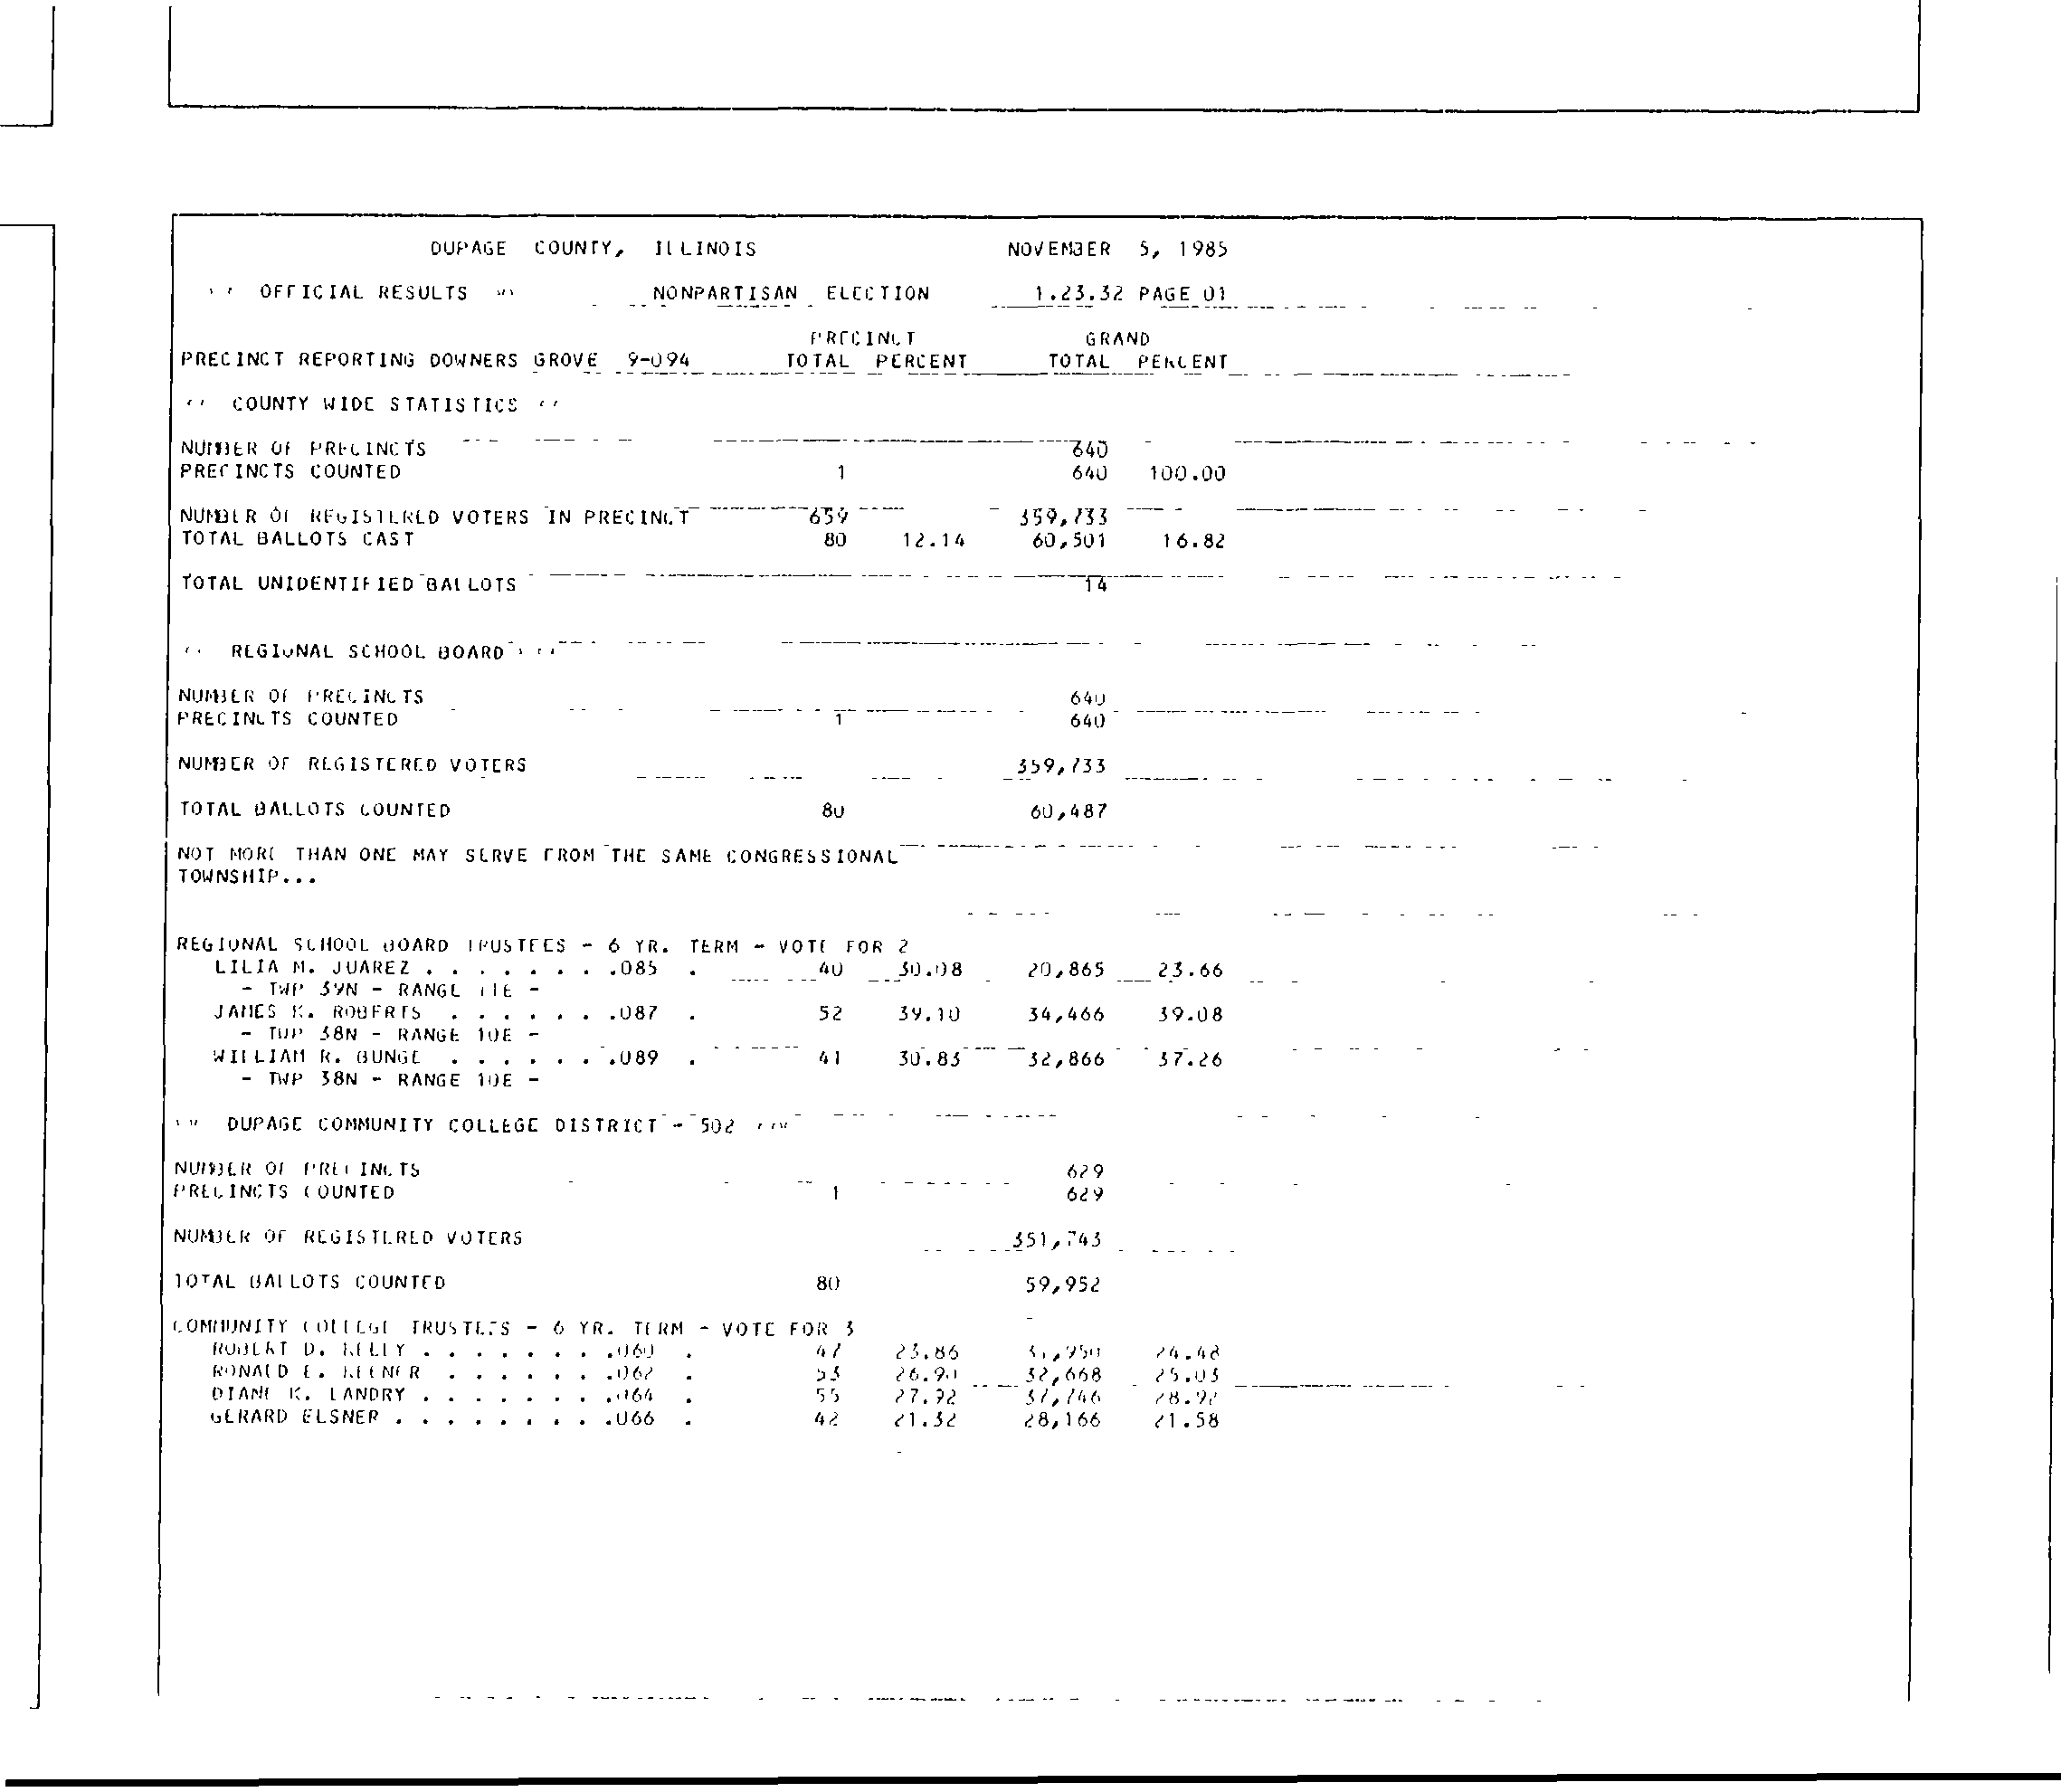 DUPAGE COUNTY, ILLINOIS NOVEMBER 5, 1985
OFFICIAL RESULTS NONPARTISAN ELECTION 1.23.32 PAGE 01
PRECINCT GRAND
PRECINCT REPORTING DOWNERS GROVE 9-094 TOTAL PERCENT TOTAL PERCENT
COUNTY WIDE STATISTICS
NUMBER OF PRECINCTS 640
PRECINCTS COUNTED 1 640 100.00
NUMBER OF REGISTERED VOTERS IN PRECINCT 659 359,733
TOTAL BALLOTS CAST 80 12.14 60,501 16.82
TOTAL UNIDENTIFIED BALLOTS 14
REGIONAL SCHOOL BOARD
NUMBER OF PRECINCTS 640
PRECINCTS COUNTED 1 640
NUMBER OF REGISTERED VOTERS 359,733
TOTAL BALLOTS COUNTED 80 60,487
NOT MORE THAN ONE MAY SERVE FROM THE SAME CONGRESSIONAL
TOWNSHIP...
REGIONAL SCHOOL BOARD TRUSTEES - 6 YR. TERM - VOTE FOR 2
LILIA M. JUAREZ . . . . . . . .085 . 40 30.08 20,865 23.66
- TWP 39N - RANGE 11E -
JAMES K. ROBERTS . . . . . . .087 . 52 39.10 34,466 39.08
- TWP 38N - RANGE 10E -
WILLIAM R. BUNGE . . . . . . .089 . 41 30.83 32,866 37.26
- TWP 38N - RANGE 10E -
DUPAGE COMMUNITY COLLEGE DISTRICT - 502
NUMBER OF PRECINCTS 629
PRECINCTS COUNTED 1 629
NUMBER OF REGISTERED VOTERS 351,743
TOTAL BALLOTS COUNTED 80 59,952
COMMUNITY COLLEGE TRUSTEES - 6 YR. TERM - VOTE FOR 3
ROBERT D. KELLY . . . . . . . .060 . 47 23.86 31,950 24.48
RONALD E. KEENER . . . . . . .062 . 53 26.90 32,668 25.03
DIANE K. LANDRY . . . . . . . .064 . 55 27.92 37,746 28.92
GERARD ELSNER . . . . . . . . .066 . 42 21.32 28,166 21.58